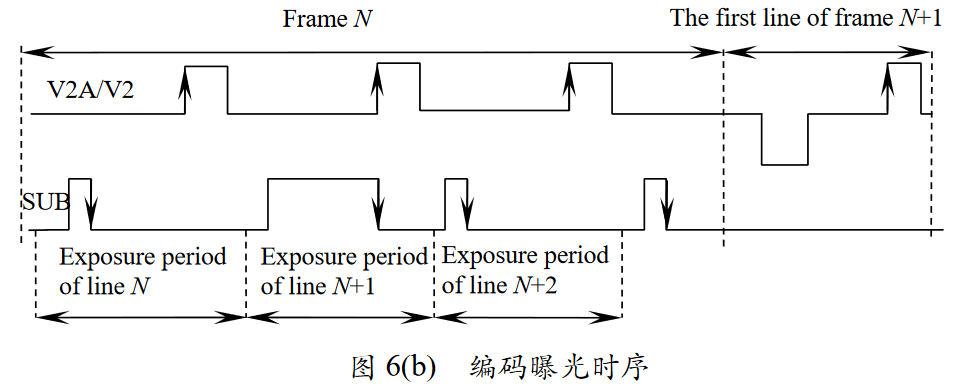 Frame N
The first line of frame N+1
V2A/V2
SUB
Exposure period
of line N
Exposure period
of line N+1
Exposure period
of line N+2
图 6(b) 编码曝光时序